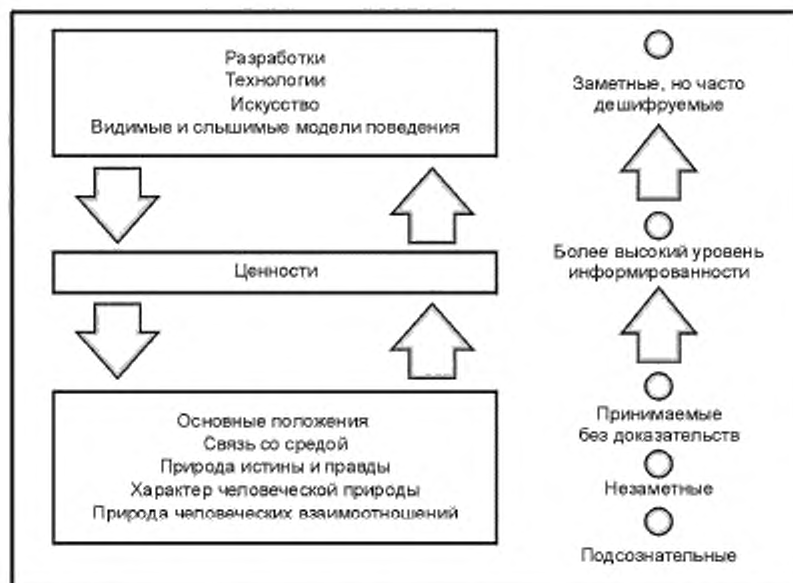 Разработки
Технологии
Искусство
Видимые и слышимые модели поведения
Ценности
Основные положения
Связь со средой
Природа истины и правды
Характер человеческой природы
Природа человеческих взаимоотношений
Заметные, но часто
дешифруемые
Более высокий уровень
информированности
Принимаемые
без доказательств
Незаметные
Подсознательные